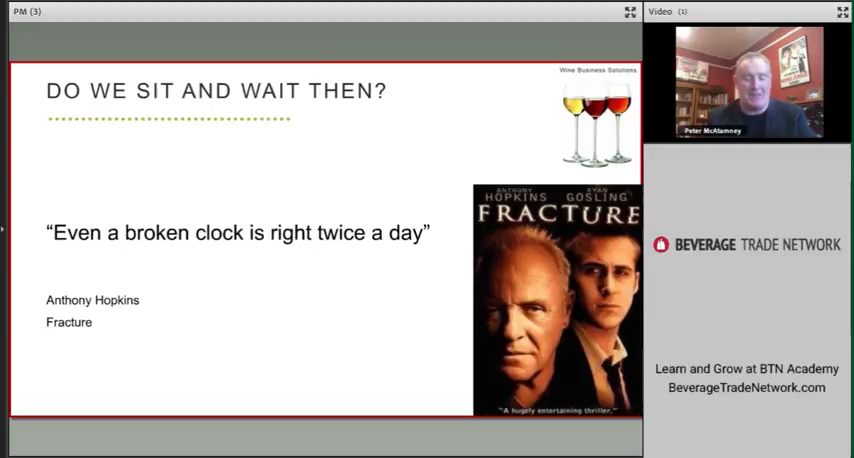 PM (3)
Video (1)
Wine Business Solutions
DO WE SIT AND WAIT THEN?
“Even a broken clock is right twice a day”
Anthony Hopkins
Fracture
ANTHONY RYAN
HOPKINS GOSLING
FRACTURE
"A hugely entertaining thriller."
Peter McAtamney
BEVERAGE TRADE NETWORK
Learn and Grow at BTN Academy
BeverageTradeNetwork.com